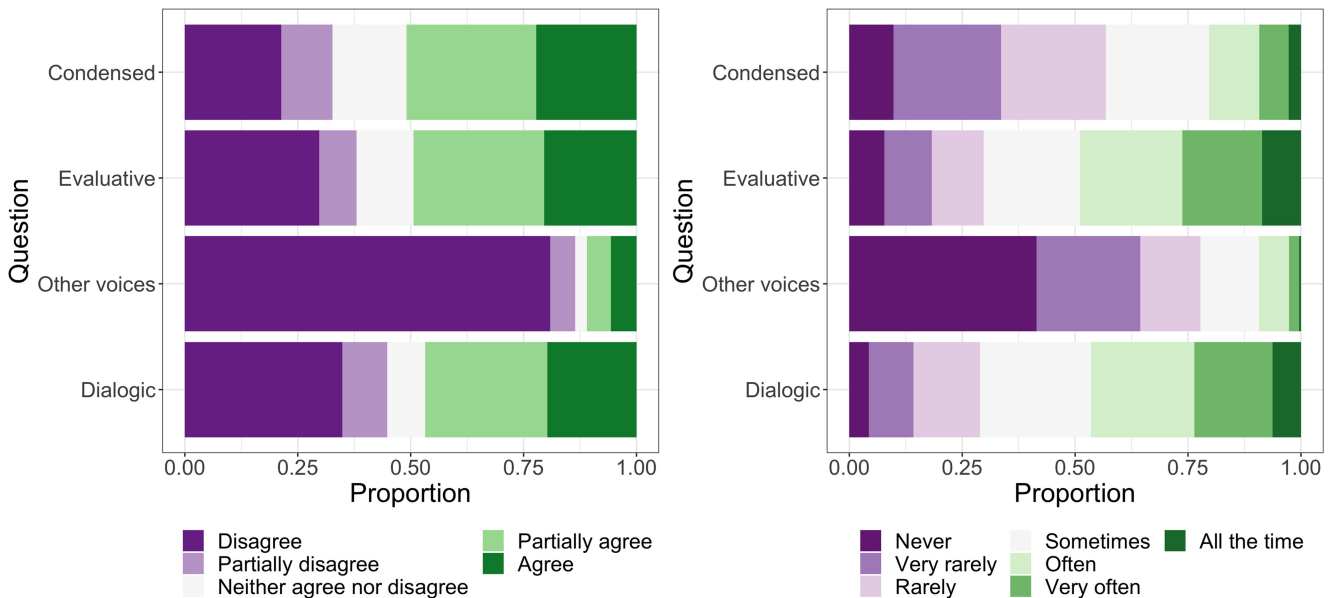 Question
Condensed
Evaluative
Other voices
Dialogic
0.00 0.25 0.50 0.75 1.00
Proportion
Disagree
Partially disagree
Neither agree nor disagree
Partially agree
Agree
Question
Condensed
Evaluative
Other voices
Dialogic
0.00 0.25 0.50 0.75 1.00
Proportion
Never
Very rarely
Rarely
Sometimes
Often
Very often
All the time